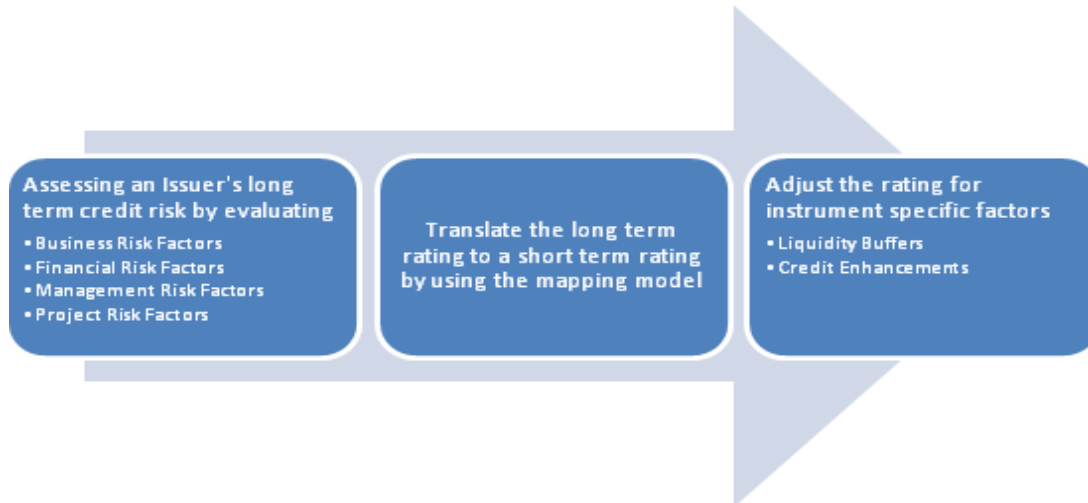 Assessing an Issuer's long
term credit risk by evaluating
▪ Business Risk Factors
▪ Financial Risk Factors
▪ Management Risk Factors
▪ Project Risk Factors
Translate the long term
rating to a short term rating
by using the mapping model
Adjust the rating for
instrument specific factors
▪ Liquidity Buffers
▪ Credit Enhancements